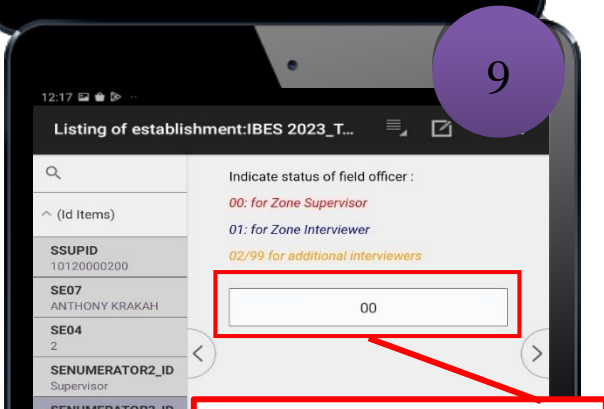 9
12:17
Listing of establishment:IBES 2023_T...
Indicate status of field officer :
00: for Zone Supervisor
01: for Zone Interviewer
02/99 for additional interviewers
00
(Id Items)
SSUPID
10120000200
SE07
ANTHONY KRAKAH
SE04
2
SENUMERATOR2_ID
Supervisor